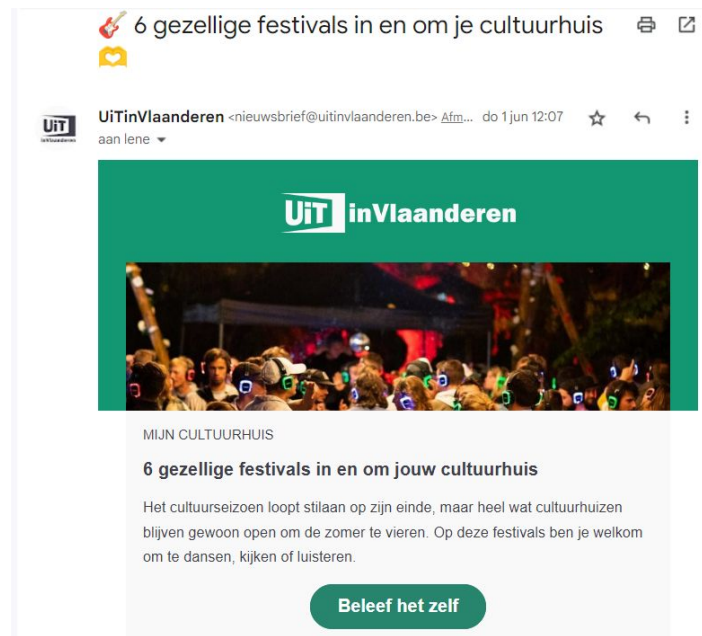 🎸 6 gezellige festivals in en om je cultuurhuis
🫶
UiT
inVlaanderen
UiTinVlaanderen <nieuwsbrief@uitinvlaanderen.be> Afm... do 1 jun 12:07
aan lene
UiT inVlaanderen
MIJN CULTUURHUIS
6 gezellige festivals in en om jouw cultuurhuis
Het cultuurseizoen loopt stilaan op zijn einde, maar heel wat cultuurhuizen
blijven gewoon open om de zomer te vieren. Op deze festivals ben je welkom
om te dansen, kijken of luisteren.
Beleef het zelf